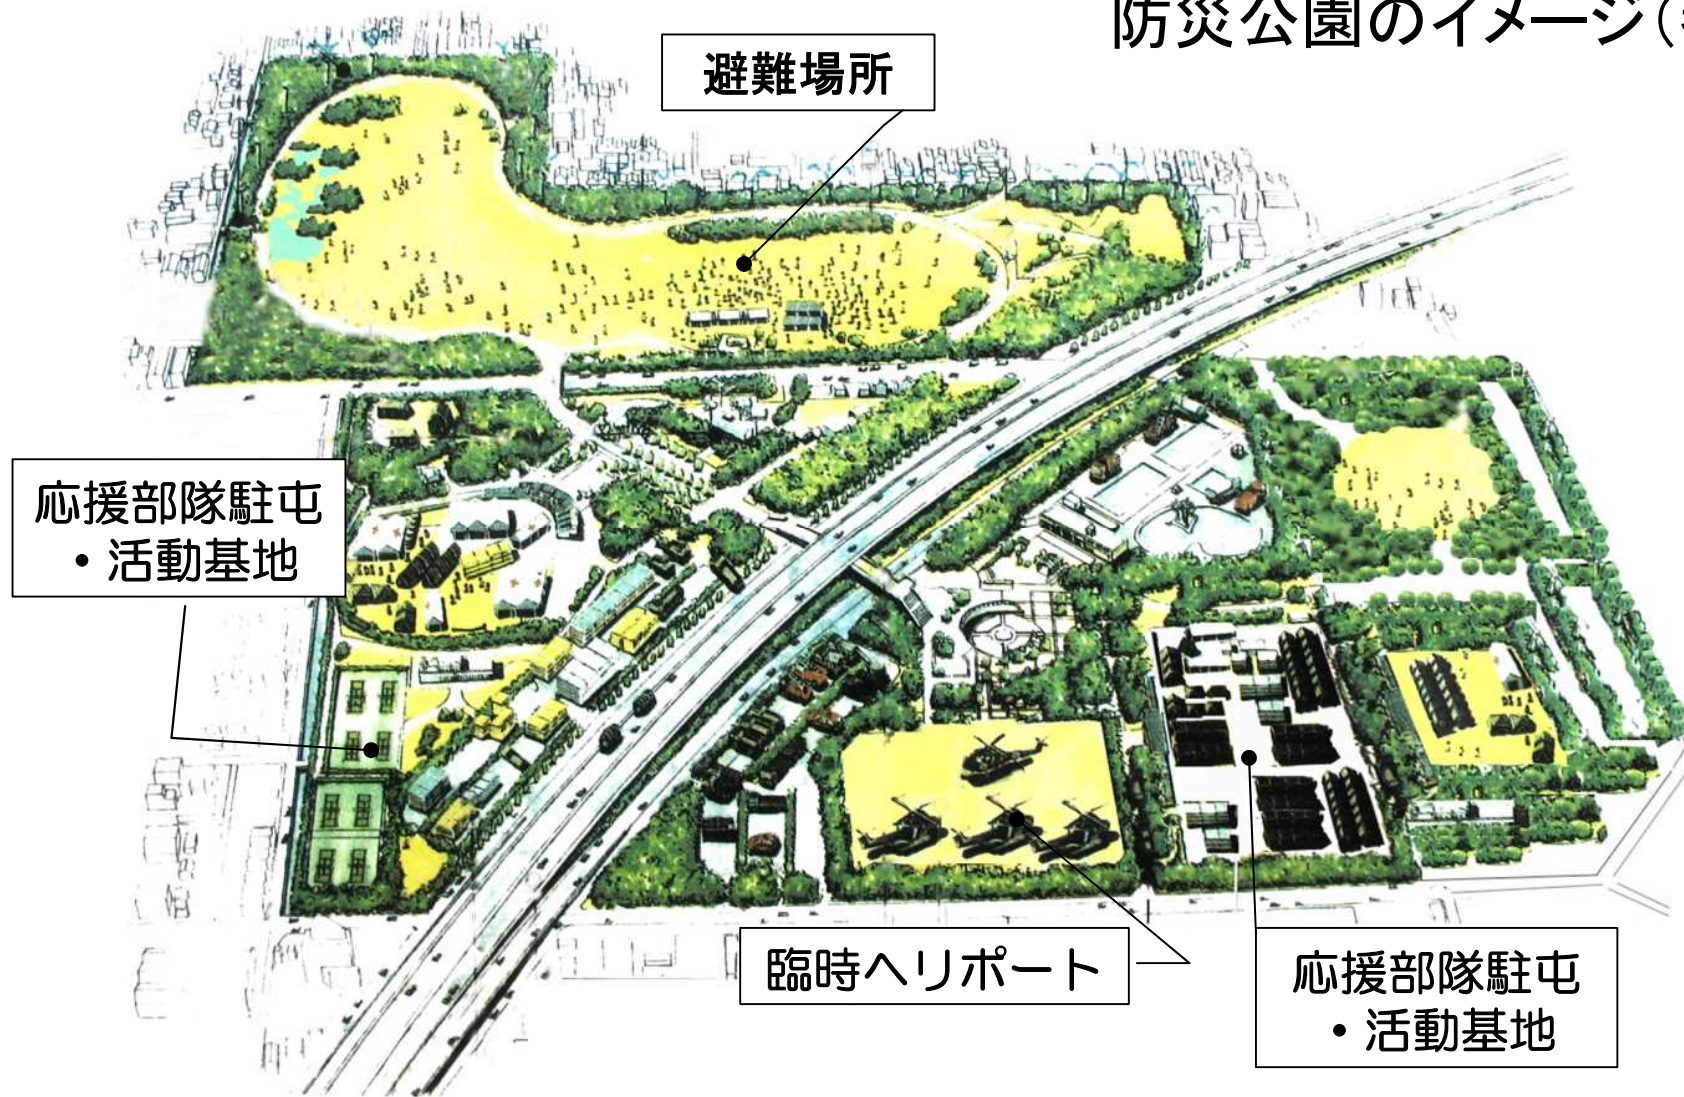 防災公園のイメージ(
避難場所
応援部隊駐屯
・活動基地
臨時ヘリポート
応援部隊駐屯
・活動基地